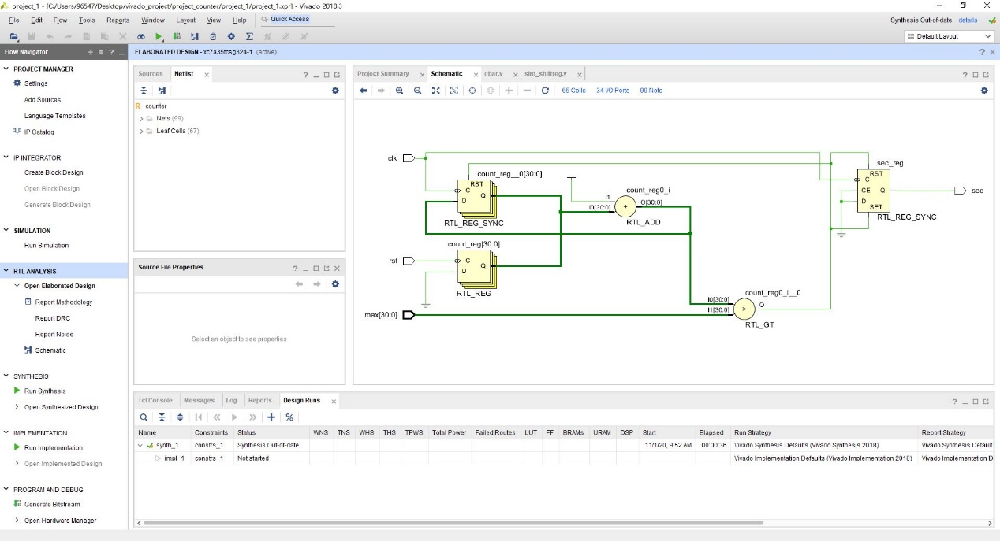 project_1 - [C:/Users/96547/Desktop/vivado_project/project_counter/project_1/project_1.xpr] - Vivado 2018.3
File Edit Flow Tools Reports Window Layout View Help Quick Access
Synthesis Out-of-date details
Default Layout
Flow Navigator
PROJECT MANAGER
Settings
Add Sources
Language Templates
IP Catalog
IP INTEGRATOR
Create Block Design
Open Block Design
Generate Block Design
SIMULATION
Run Simulation
RTL ANALYSIS
Open Elaborated Design
Report Methodology
Report DRC
Report Noise
Schematic
SYNTHESIS
Run Synthesis
Open Synthesized Design
IMPLEMENTATION
Run Implementation
Open Implemented Design
PROGRAM AND DEBUG
Generate Bitstream
Open Hardware Manager
ELABORATED DESIGN - xc7a35tcsg324-1 (active)
Sources Netlist
R counter
Nets (99)
Leaf Cells (67)
Source File Properties
Select an object to see properties
Project Summary Schematic dbar.v sim_shiftreg.v
65 Cells 34 I/O Ports 99 Nets
clk
count_reg__0[30:0]
RST
C
D
Q
RTL_REG_SYNC
count_reg[30:0]
rst
C
D
Q
RTL_REG
max[30:0]
I1
I0[30:0]
count_reg0_i
+
O[30:0]
RTL_ADD
I0[30:0]
I1[30:0]
count_reg0_i__0
>
O
RTL_GT
sec_reg
RST
C
CE
Q
D
SET
RTL_REG_SYNC
sec
Tcl Console Messages Log Reports Design Runs
Name Constraints Status WNS TNS WHS THS TPWS Total Power Failed Routes LUT FF BRAMs URAM DSP Start Elapsed Run Strategy Report Strategy
synth_1 constrs_1 Synthesis Out-of-date 11/1/20, 9:52 AM 00:00:36 Vivado Synthesis Defaults (Vivado Synthesis 2018) Vivado Synthesis Default
impl_1 constrs_1 Not started Vivado Implementation Defaults (Vivado Implementation 2018) Vivado Implementation D